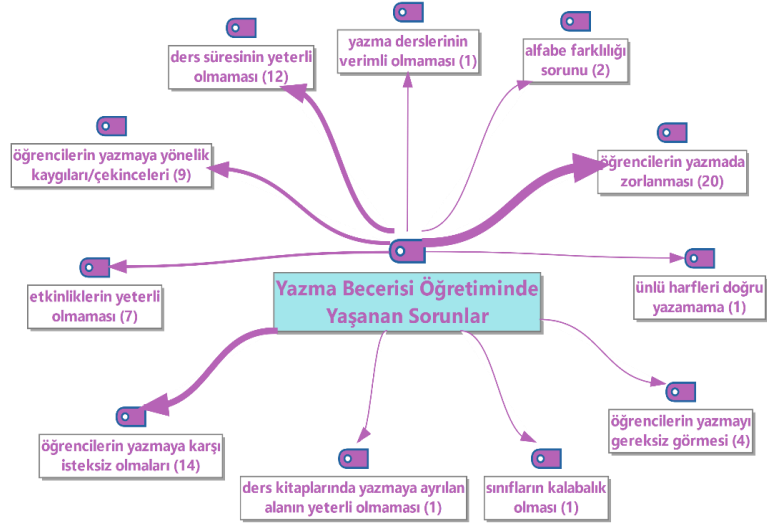 yazma derslerinin
verimli olmaması (1)
alfabe farklılığı
sorunu (2)
ders süresinin yeterli
olmaması (12)
öğrencilerin yazmaya yönelik
kaygıları/çekinceleri (9)
öğrencilerin yazmada
zorlanması (20)
Yazma Becerisi Öğretiminde
Yaşanan Sorunlar
etkinliklerin yeterli
olmaması (7)
ünlü harfleri doğru
yazamama (1)
öğrencilerin yazmaya karşı
isteksiz olmaları (14)
öğrencilerin yazmayı
gereksiz görmesi (4)
ders kitaplarında yazmaya ayrılan
alanın yeterli olmaması (1)
sınıfların kalabalık
olması (1)